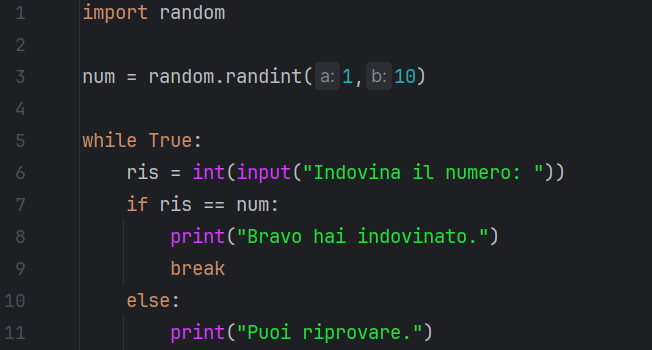 1 import random
2
3 num = random.randint(a: 1, b: 10)
4
5 while True:
6     ris = int(input("Indovina il numero: "))
7     if ris == num:
8         print("Bravo hai indovinato.")
9         break
10     else:
11         print("Puoi riprovare.")